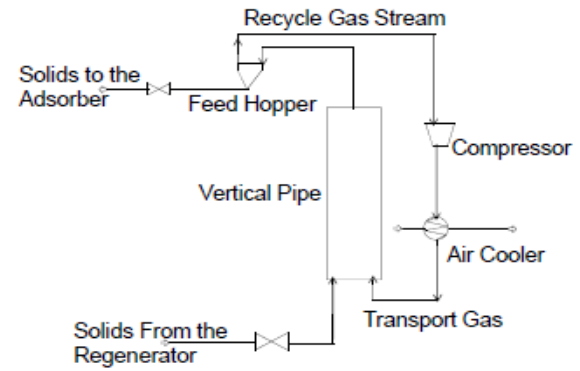 Recycle Gas Stream
Solids to the
Adsorber
Feed Hopper
Compressor
Vertical Pipe
Air Cooler
Transport Gas
Solids From the
Regenerator